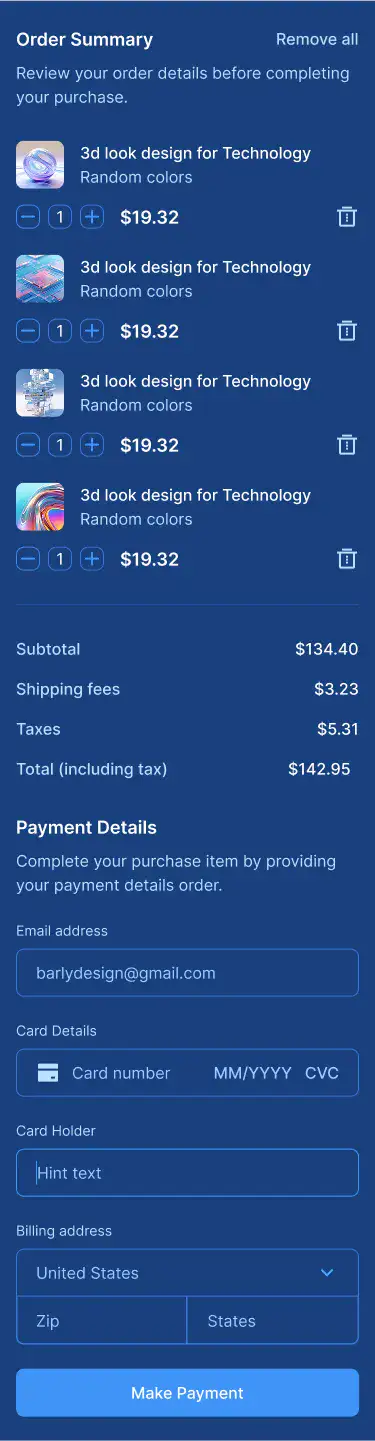 Order Summary
Remove all
Review your order details before completing
your purchase.
3d look design for Technology
Random colors
1
$19.32
3d look design for Technology
Random colors
1
$19.32
3d look design for Technology
Random colors
1
$19.32
3d look design for Technology
Random colors
1
$19.32
Subtotal
$134.40
Shipping fees
$3.23
Taxes
$5.31
Total (including tax)
$142.95
Payment Details
Complete your purchase item by providing
your payment details order.
Email address
barlydesign@gmail.com
Card Details
Card number
MM/YYYY
CVC
Card Holder
Hint text
Billing address
United States
Zip
States
Make Payment